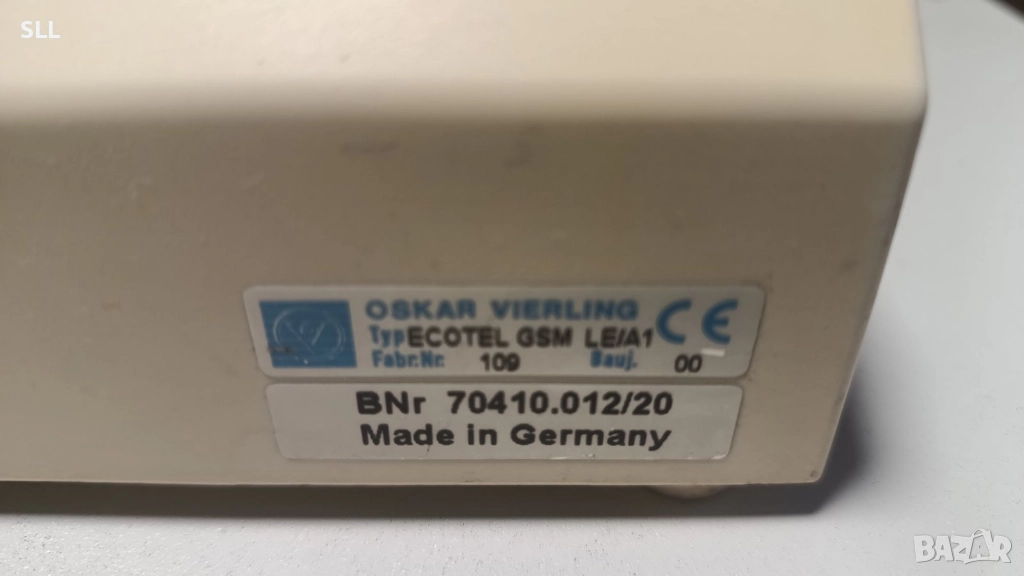 SLL
OSKAR VIERLING
Typ ECOTEL GSM LE/A1
Fabr.Nr. 109 Bauj. 00
CE
BNr 70410.012/20
Made in Germany
BAZAR